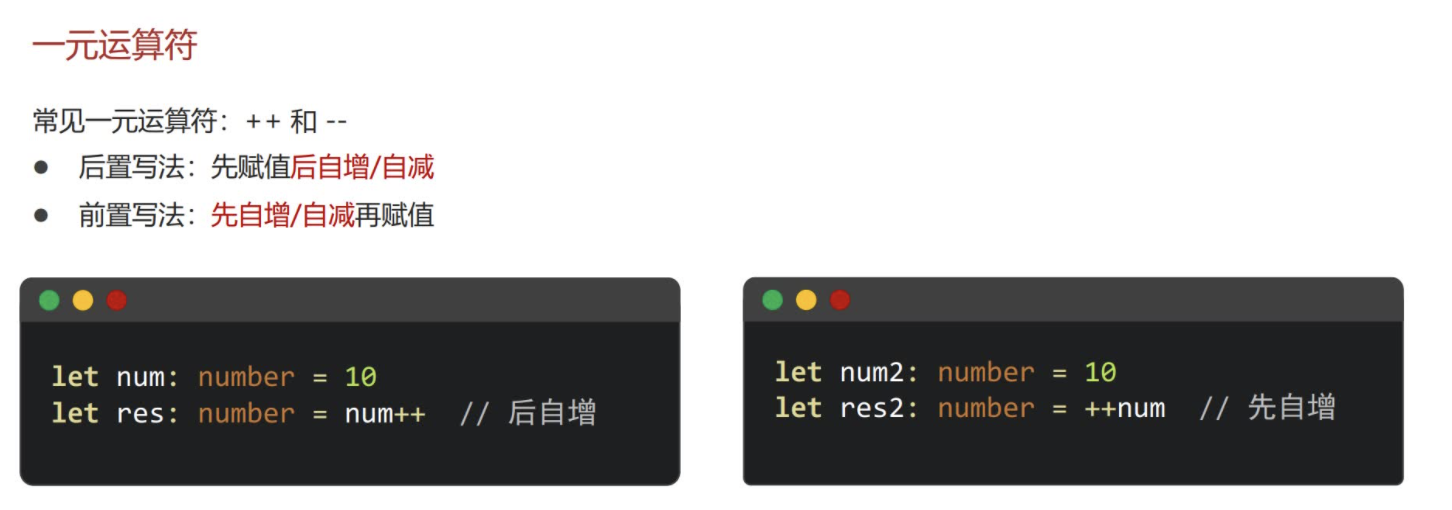 一元运算符
常见一元运算符：++ 和 --
● 后置写法：先赋值后自增/自减
● 前置写法：先自增/自减再赋值
let num: number = 10
let res: number = num++ // 后自增
let num2: number = 10
let res2: number = ++num // 先自增